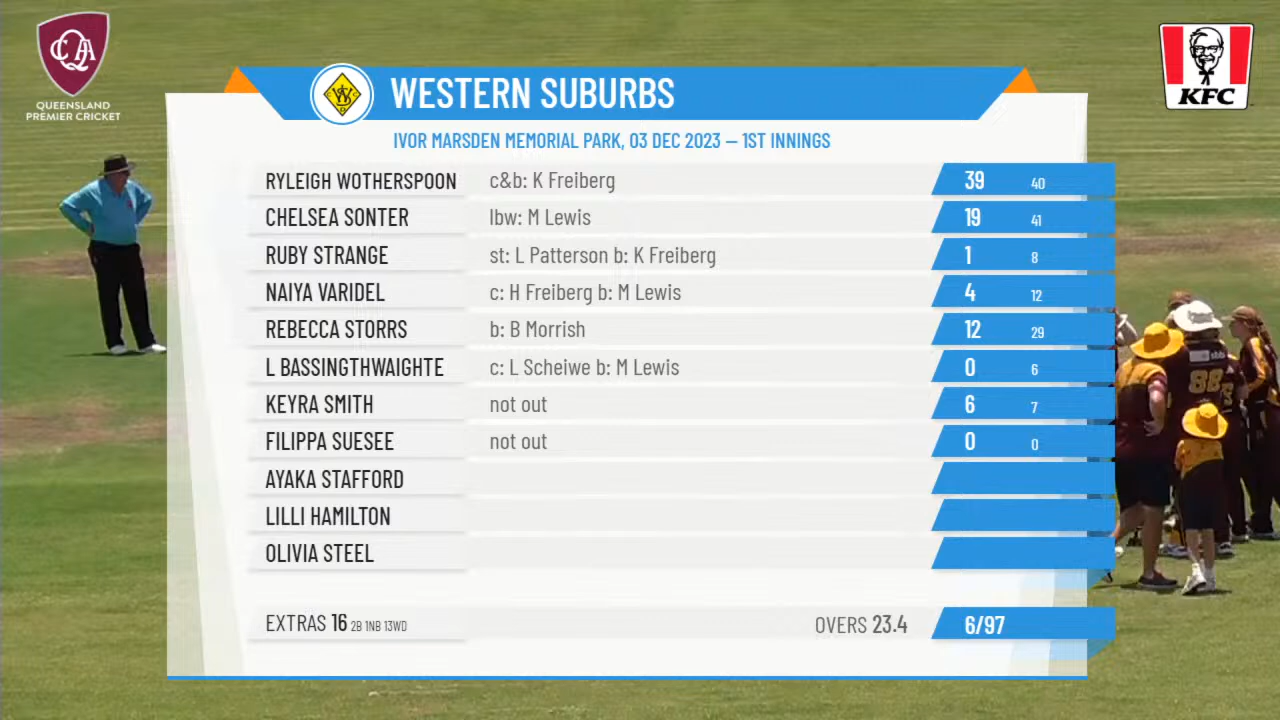 QUEENSLAND
PREMIER CRICKET
KFC
WESTERN SUBURBS
IVOR MARSDEN MEMORIAL PARK, 03 DEC 2023 – 1ST INNINGS
RYLEIGH WOTHERSPOON c&b: K Freiberg 39 40
CHELSEA SONTER lbw: M Lewis 19 41
RUBY STRANGE st: L Patterson b: K Freiberg 1 8
NAIYA VARIDEL c: H Freiberg b: M Lewis 4 12
REBECCA STORRS b: B Morrish 12 29
L BASSINGTHWAIGHTE c: L Scheiwe b: M Lewis 0 6
KEYRA SMITH not out 6 7
FILIPPA SUESEE not out 0 0
AYAKA STAFFORD
LILLI HAMILTON
OLIVIA STEEL
EXTRAS 16 2B 1NB 13WD OVERS 23.4 6/97